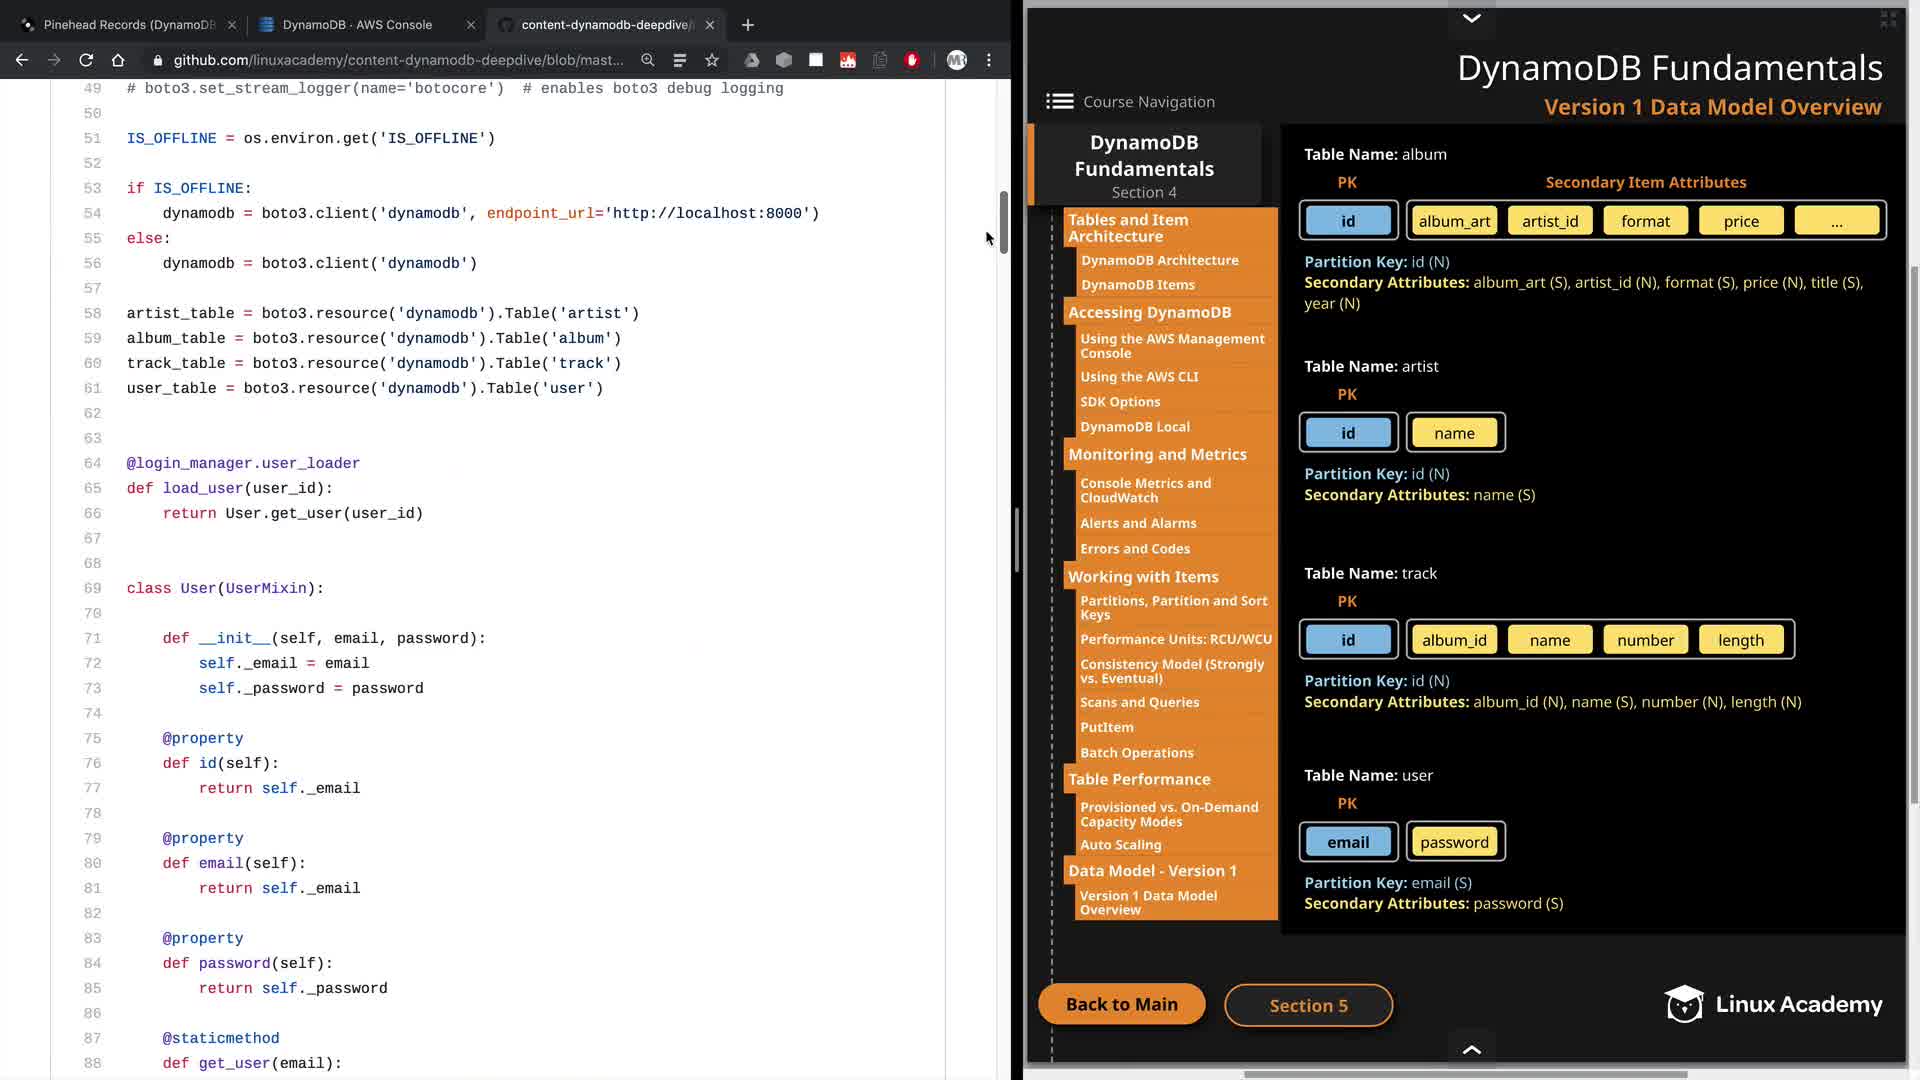 Pinehead Records (DynamoDB
DynamoDB · AWS Console
content-dynamodb-deepdive/
github.com/linuxacademy/content-dynamodb-deepdive/blob/mast...
49 # boto3.set_stream_logger(name='botocore')  # enables boto3 debug logging
50
51 IS_OFFLINE = os.environ.get('IS_OFFLINE')
52
53 if IS_OFFLINE:
54     dynamodb = boto3.client('dynamodb', endpoint_url='http://localhost:8000')
55 else:
56     dynamodb = boto3.client('dynamodb')
57
58 artist_table = boto3.resource('dynamodb').Table('artist')
59 album_table = boto3.resource('dynamodb').Table('album')
60 track_table = boto3.resource('dynamodb').Table('track')
61 user_table = boto3.resource('dynamodb').Table('user')
62
63
64 @login_manager.user_loader
65 def load_user(user_id):
66     return User.get_user(user_id)
67
68
69 class User(UserMixin):
70
71     def __init__(self, email, password):
72         self._email = email
73         self._password = password
74
75     @property
76     def id(self):
77         return self._email
78
79     @property
80     def email(self):
81         return self._email
82
83     @property
84     def password(self):
85         return self._password
86
87     @staticmethod
88     def get_user(email):
DynamoDB Fundamentals
Version 1 Data Model Overview
Course Navigation
DynamoDB
Fundamentals
Section 4
Tables and Item
Architecture
DynamoDB Architecture
DynamoDB Items
Accessing DynamoDB
Using the AWS Management
Console
Using the AWS CLI
SDK Options
DynamoDB Local
Monitoring and Metrics
Console Metrics and
CloudWatch
Alerts and Alarms
Errors and Codes
Working with Items
Partitions, Partition and Sort
Keys
Performance Units: RCU/WCU
Consistency Model (Strongly
vs. Eventual)
Scans and Queries
PutItem
Batch Operations
Table Performance
Provisioned vs. On-Demand
Capacity Modes
Auto Scaling
Data Model - Version 1
Version 1 Data Model
Overview
Table Name: album
PK Secondary Item Attributes
id album_art artist_id format price ...
Partition Key: id (N)
Secondary Attributes: album_art (S), artist_id (N), format (S), price (N), title (S),
year (N)
Table Name: artist
PK
id name
Partition Key: id (N)
Secondary Attributes: name (S)
Table Name: track
PK
id album_id name number length
Partition Key: id (N)
Secondary Attributes: album_id (N), name (S), number (N), length (N)
Table Name: user
PK
email password
Partition Key: email (S)
Secondary Attributes: password (S)
Back to Main
Section 5
Linux Academy